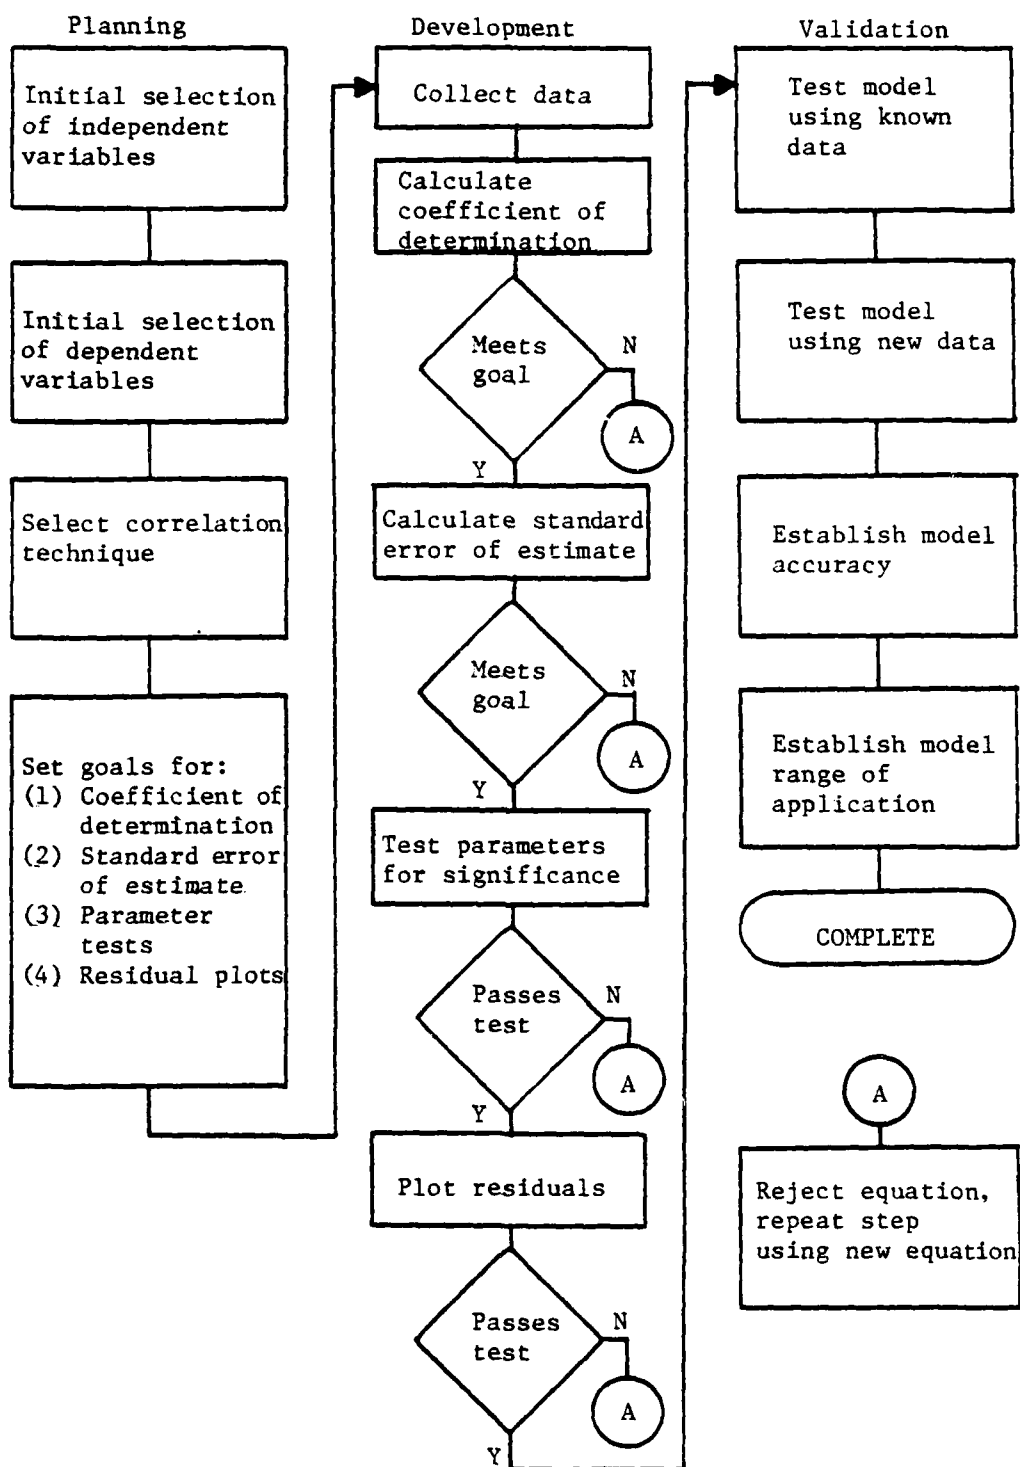 Planning
Initial selection
of independent
variables
Initial selection
of dependent
variables
Select correlation
technique
Set goals for:
(1) Coefficient of
determination
(2) Standard error
of estimate
(3) Parameter
tests
(4) Residual plots
Development
Collect data
Calculate
coefficient of
determination
Meets
goal
N
A
Y
Calculate standard
error of estimate
Meets
goal
N
A
Y
Test parameters
for significance
Passes
test
N
A
Y
Plot residuals
Passes
test
N
A
Y
Validation
Test model
using known
data
Test model
using new data
Establish model
accuracy
Establish model
range of
application
COMPLETE
A
Reject equation,
repeat step
using new equation